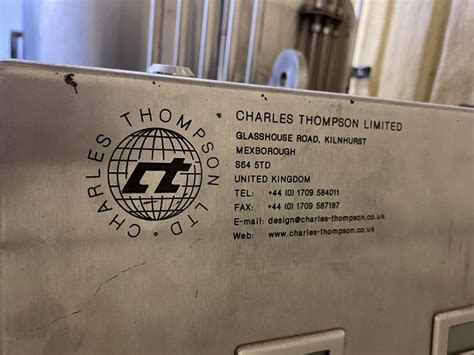 CHARLES THOMPSON LTD •
ct
CHARLES THOMPSON LIMITED
GLASSHOUSE ROAD, KILNHURST
MEXBOROUGH
S64 5TD
UNITED KINGDOM
TEL: +44 (0) 1709 584011
FAX: +44 (0) 1709 587187
E-mail: design@charles-thompson.co.uk
Web: www.charles-thompson.co.uk